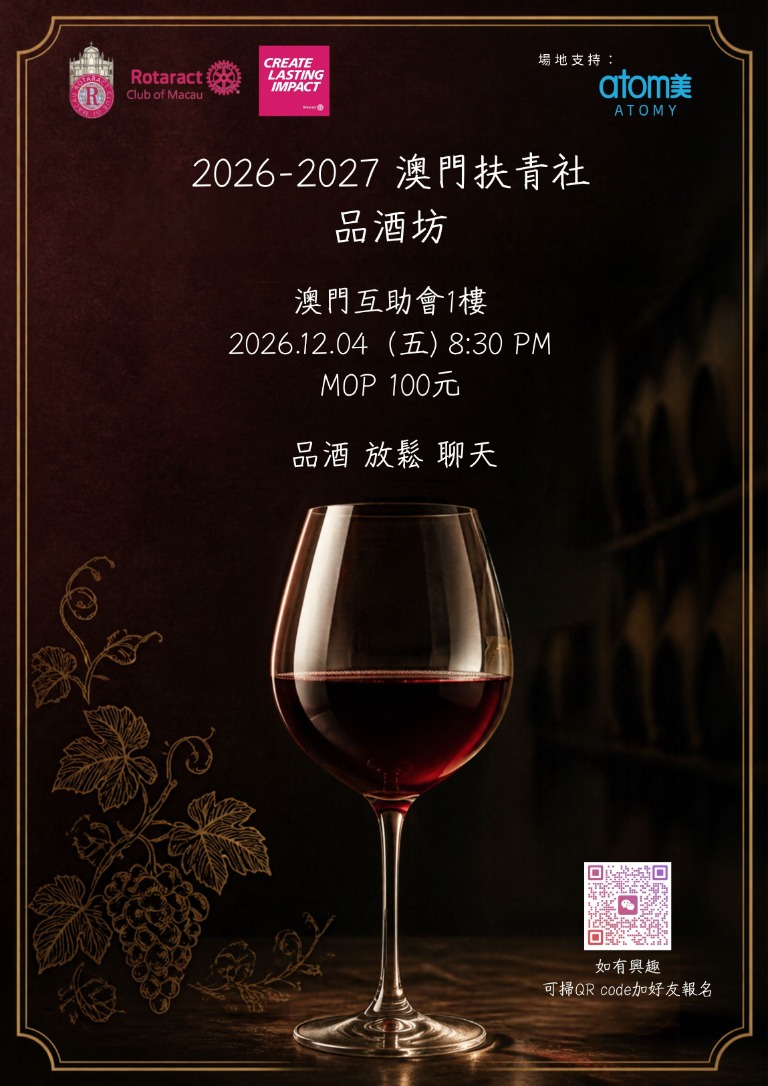 Rotaract
Club of Macau
CREATE
LASTING
IMPACT
場地支持：
atom美
ATOMY
2026-2027 澳門扶青社
品酒坊
澳門互助會1樓
2026.12.04 (五) 8:30 PM
MOP 100元
品酒 放鬆 聊天
如有興趣
可掃QR code加好友報名